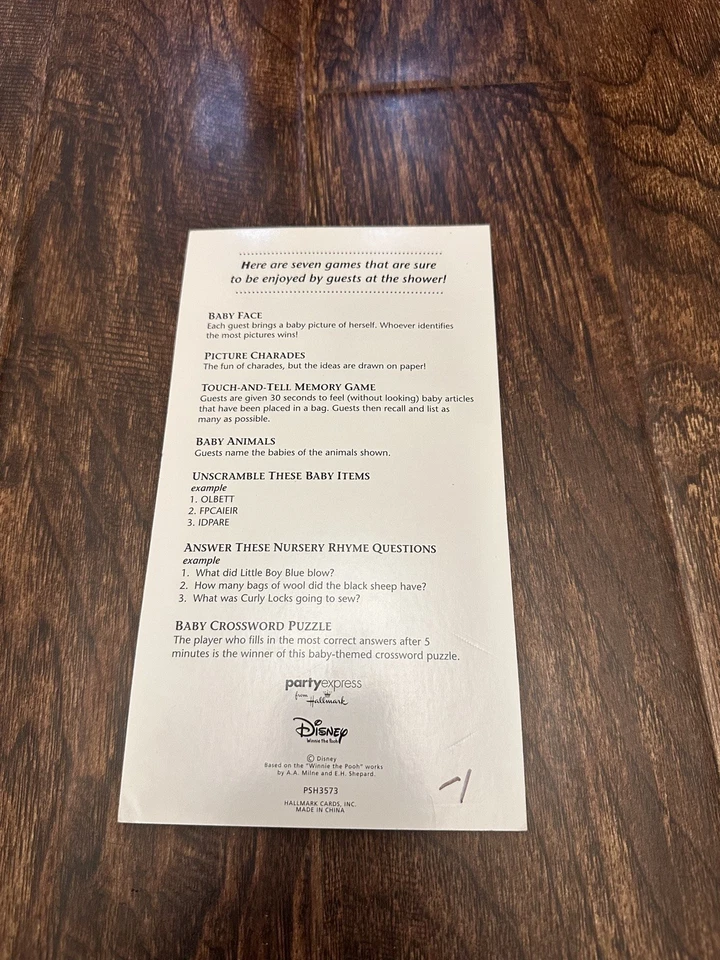 Here are seven games that are sure
to be enjoyed by guests at the shower!
BABY FACE
Each guest brings a baby picture of herself. Whoever identifies
the most pictures wins!
PICTURE CHARADES
The fun of charades, but the ideas are drawn on paper!
TOUCH-AND-TELL MEMORY GAME
Guests are given 30 seconds to feel (without looking) baby articles
that have been placed in a bag. Guests then recall and list as
many as possible.
BABY ANIMALS
Guests name the babies of the animals shown.
UNSCRAMBLE THESE BABY ITEMS
example
1. OLBETT
2. FPCAIEIR
3. IDPARE
ANSWER THESE NURSERY RHYME QUESTIONS
example
1. What did Little Boy Blue blow?
2. How many bags of wool did the black sheep have?
3. What was Curly Locks going to sew?
BABY CROSSWORD PUZZLE
The player who fills in the most correct answers after 5
minutes is the winner of this baby-themed crossword puzzle.
partyexpress
from Hallmark
Disney
Winnie the Pooh
© Disney
Based on the "Winnie the Pooh" works
by A.A. Milne and E.H. Shepard.
PSH3573
HALLMARK CARDS, INC.
MADE IN CHINA